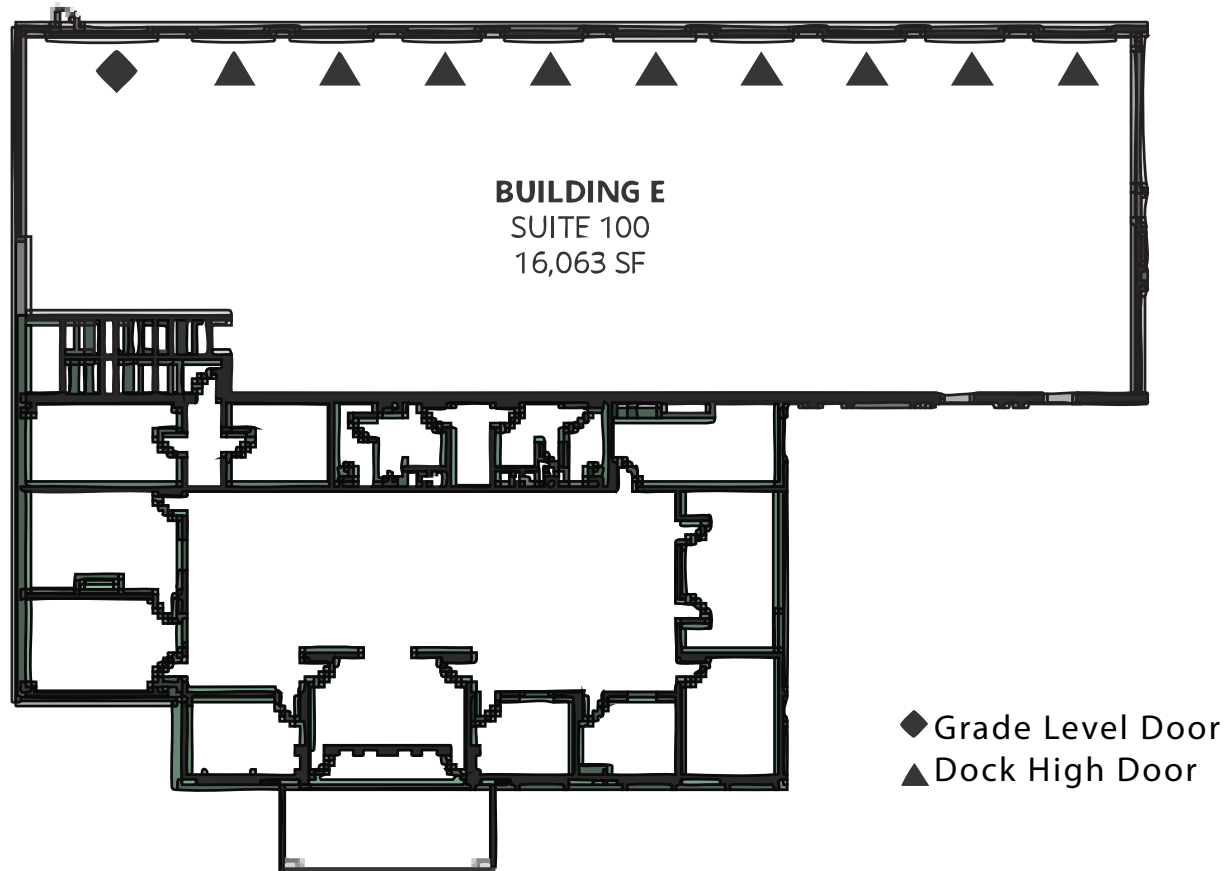 BUILDING E
SUITE 100
16,063 SF
Grade Level Door
Dock High Door